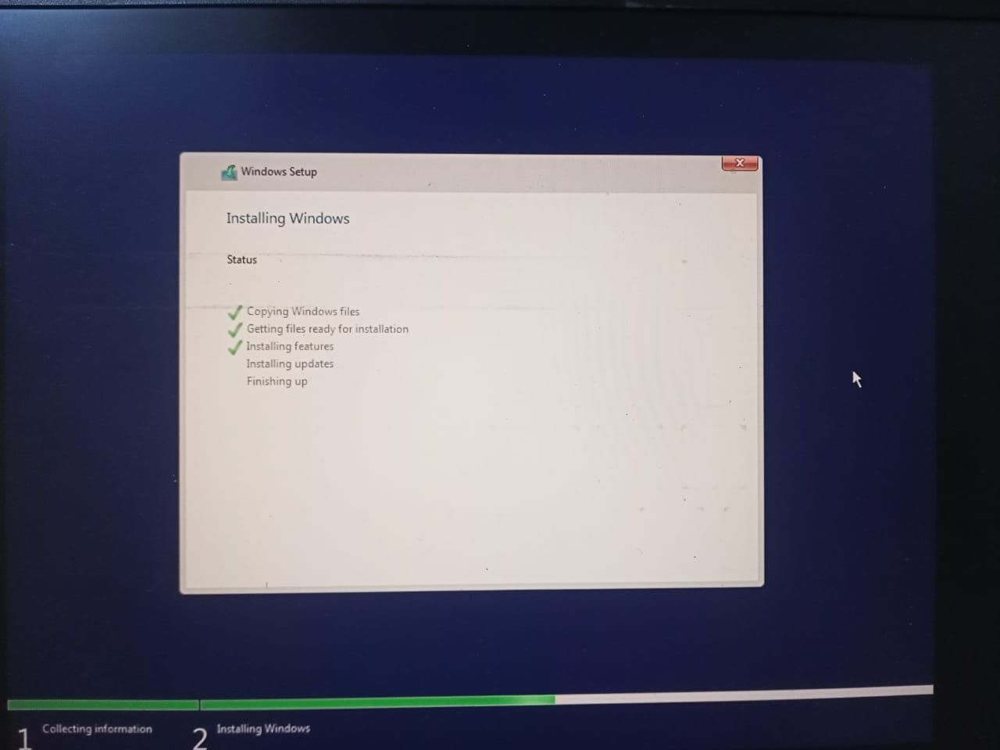 Windows Setup
Installing Windows
Status
Copying Windows files
Getting files ready for installation
Installing features
Installing updates
Finishing up
1 Collecting information
2 Installing Windows